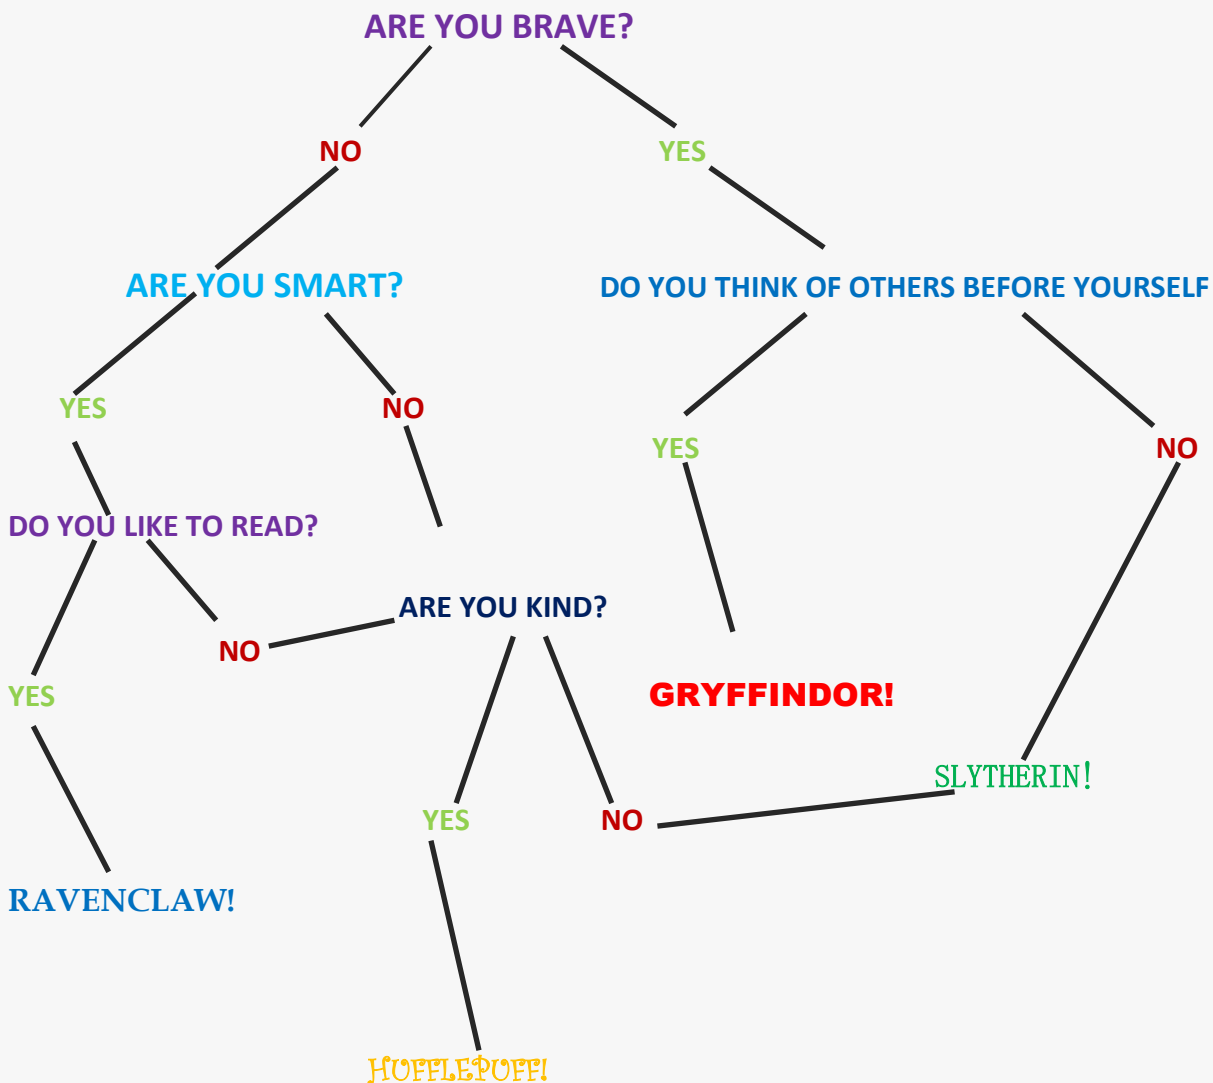 ARE YOU BRAVE?
NO
YES
ARE YOU SMART?
DO YOU THINK OF OTHERS BEFORE YOURSELF
YES
NO
YES
NO
DO YOU LIKE TO READ?
ARE YOU KIND?
NO
YES
GRYFFINDOR!
SLYTHERIN!
YES
NO
RAVENCLAW!
HUFFLEPUFF!